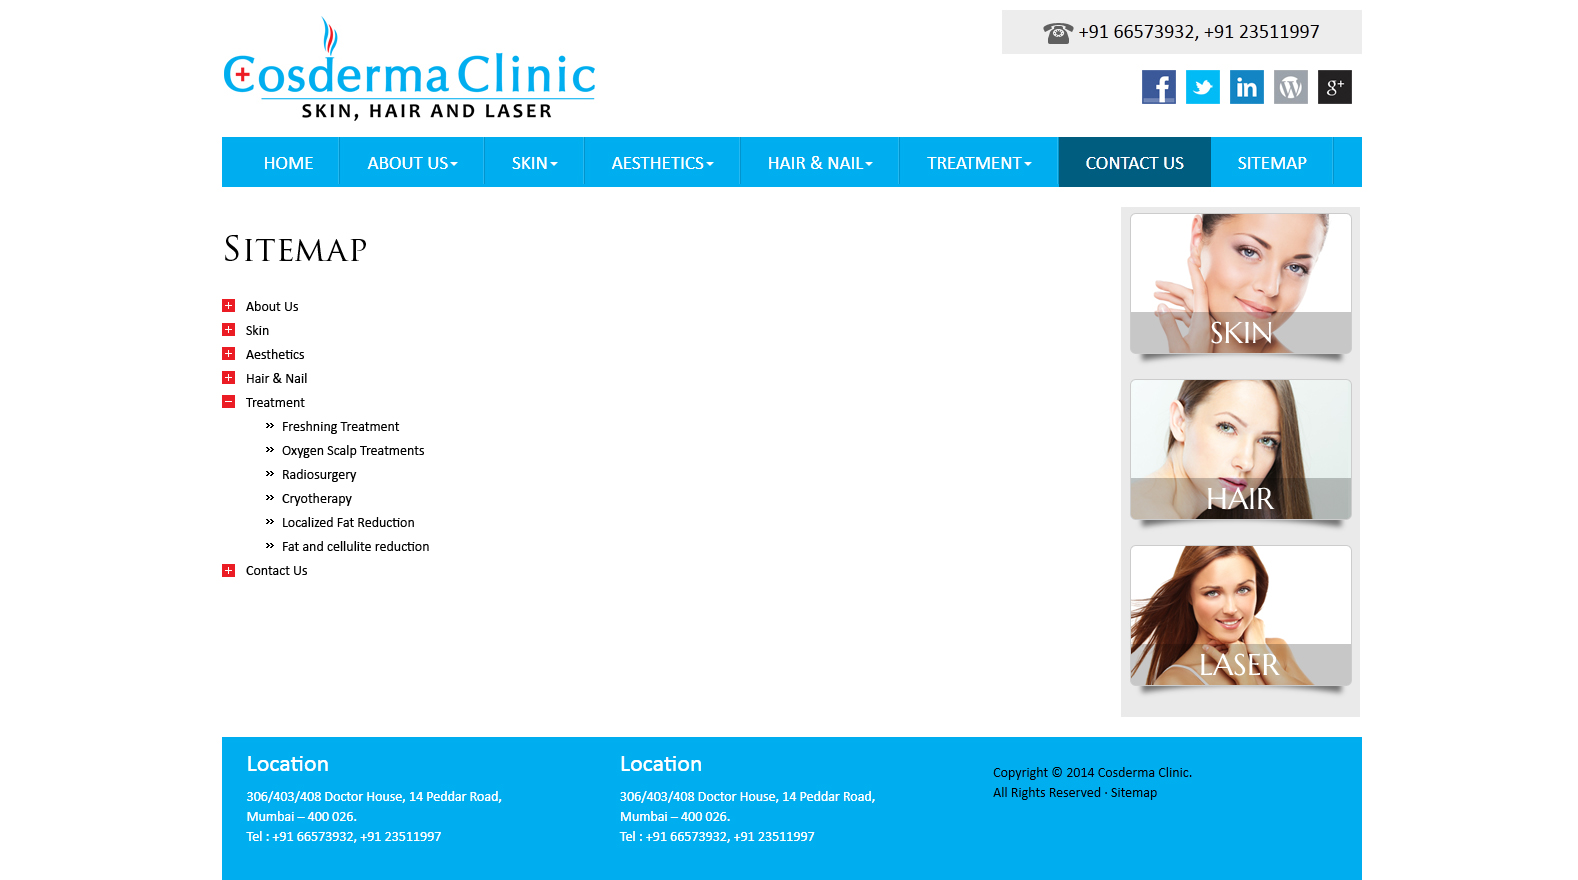 Cosderma Clinic
SKIN, HAIR AND LASER
+91 66573932, +91 23511997
f
in
W
g+
HOME
ABOUT US
SKIN
AESTHETICS
HAIR & NAIL
TREATMENT
CONTACT US
SITEMAP
Sitemap
About Us
Skin
Aesthetics
Hair & Nail
Treatment
Freshning Treatment
Oxygen Scalp Treatments
Radiosurgery
Cryotherapy
Localized Fat Reduction
Fat and cellulite reduction
Contact Us
SKIN
HAIR
LASER
Location
306/403/408 Doctor House, 14 Peddar Road,
Mumbai – 400 026.
Tel : +91 66573932, +91 23511997
Location
306/403/408 Doctor House, 14 Peddar Road,
Mumbai – 400 026.
Tel : +91 66573932, +91 23511997
Copyright © 2014 Cosderma Clinic.
All Rights Reserved · Sitemap